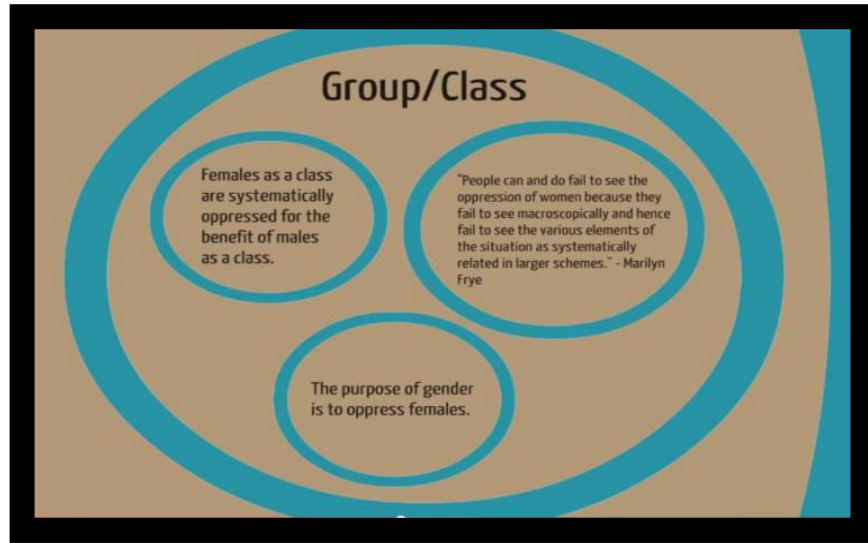 Group/Class
Females as a class
are systematically
oppressed for the
benefit of males
as a class.
"People can and do fail to see the
oppression of women because they
fail to see macroscopically and hence
fail to see the various elements of
the situation as systematically
related in larger schemes." - Marilyn
Frye
The purpose of gender
is to oppress females.